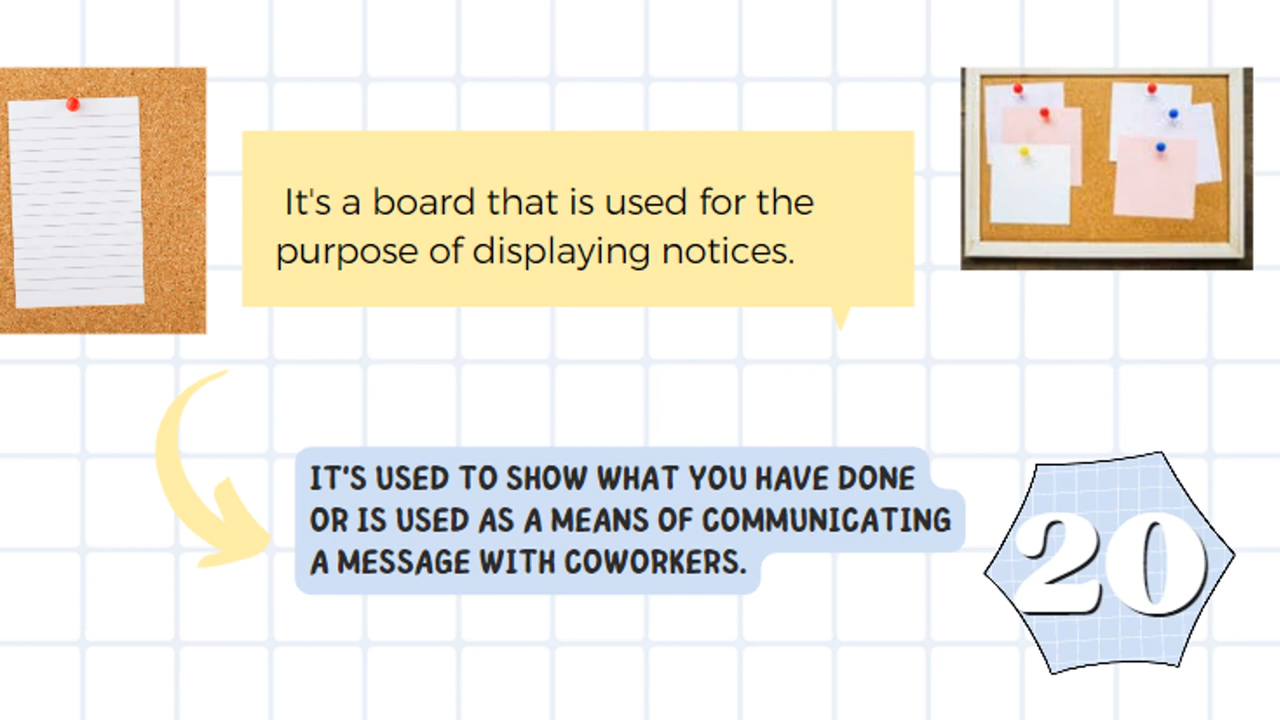 It's a board that is used for the
purpose of displaying notices.
IT'S USED TO SHOW WHAT YOU HAVE DONE
OR IS USED AS A MEANS OF COMMUNICATING
A MESSAGE WITH COWORKERS.
20